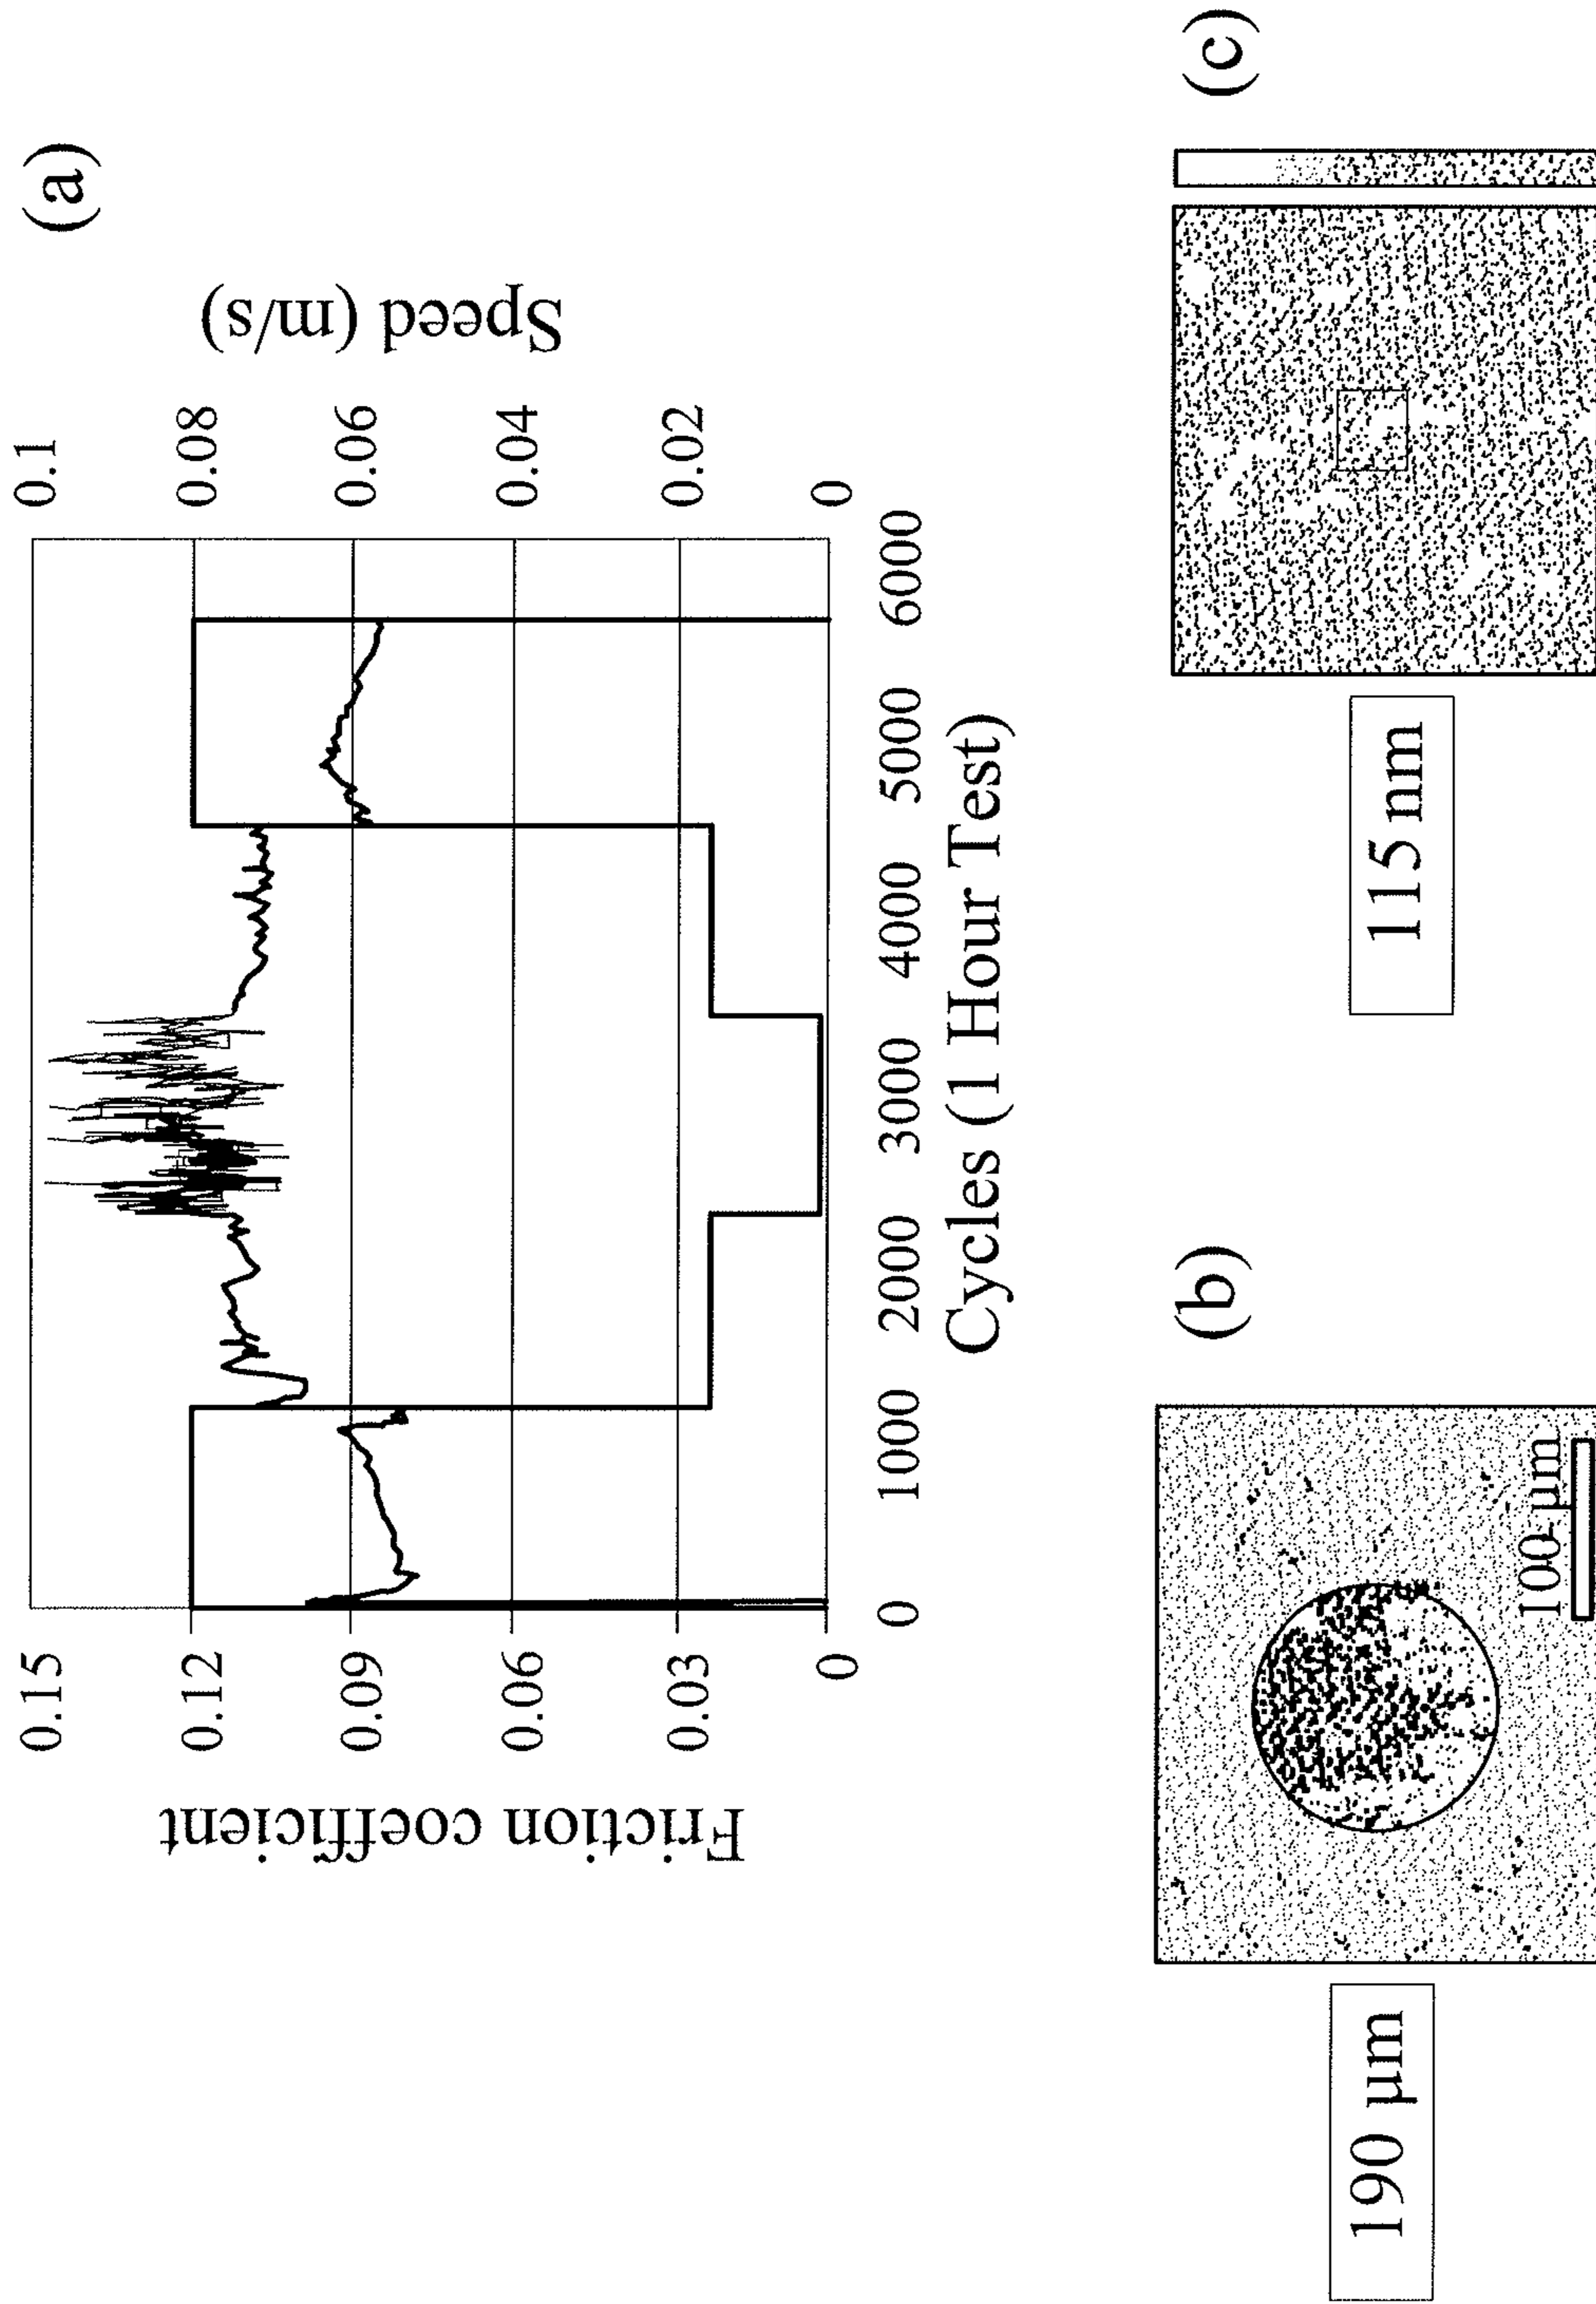 (a)
Friction coefficient
0.15
0.12
0.09
0.06
0.03
0
0.1
0.08
0.06
0.04
0.02
0
Speed (m/s)
0 1000 2000 3000 4000 5000 6000
Cycles (1 Hour Test)
190 µm
100 µm
(b)
115 nm
(c)